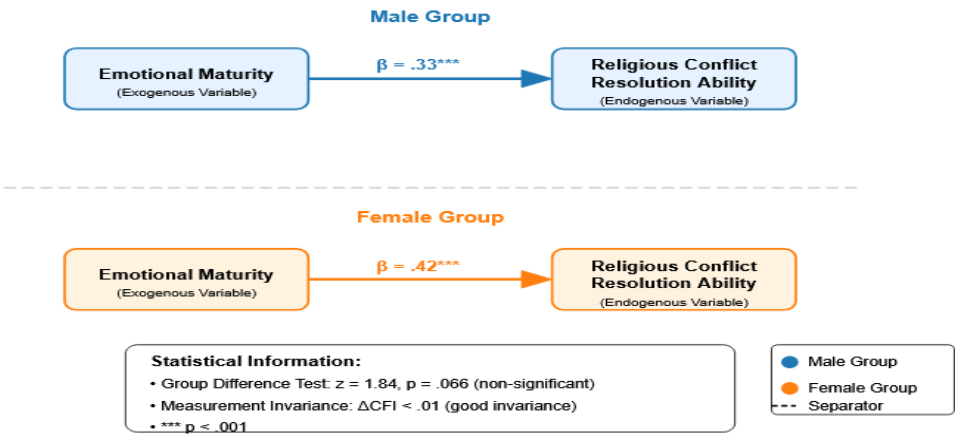 Male Group
Emotional Maturity
(Exogenous Variable)
β = .33***
Religious Conflict
Resolution Ability
(Endogenous Variable)
Female Group
Emotional Maturity
(Exogenous Variable)
β = .42***
Religious Conflict
Resolution Ability
(Endogenous Variable)
Statistical Information:
• Group Difference Test: z = 1.84, p = .066 (non-significant)
• Measurement Invariance: ΔCFI < .01 (good invariance)
• *** p < .001
Male Group
Female Group
Separator